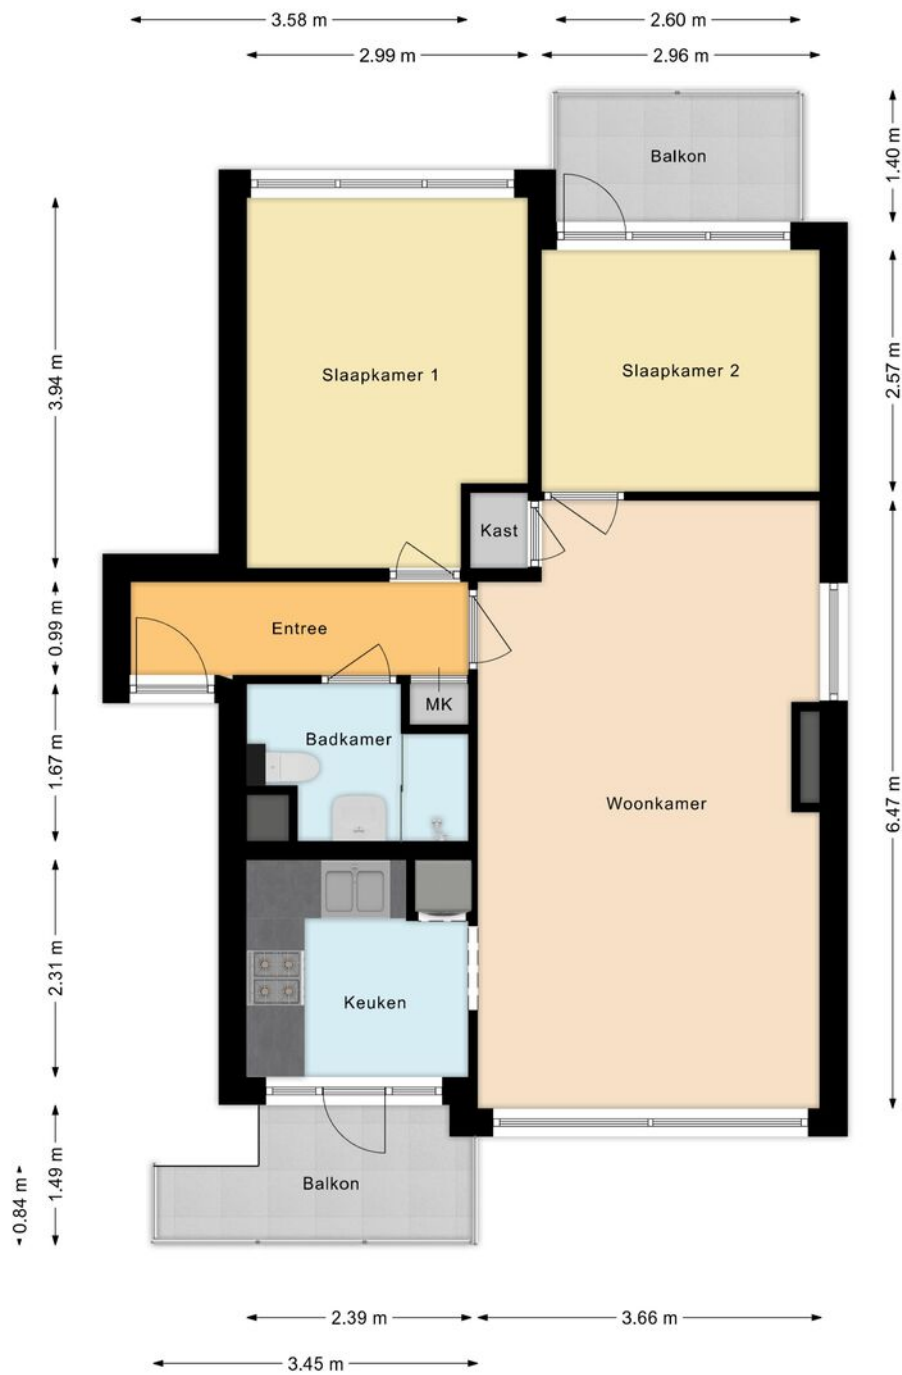 3.58 m
2.60 m
2.99 m
2.96 m
Balkon
1.40 m
3.94 m
Slaapkamer 1
Slaapkamer 2
2.57 m
Kast
0.99 m
Entree
MK
1.67 m
Badkamer
Woonkamer
6.47 m
2.31 m
Keuken
0.84 m
1.49 m
Balkon
2.39 m
3.66 m
3.45 m